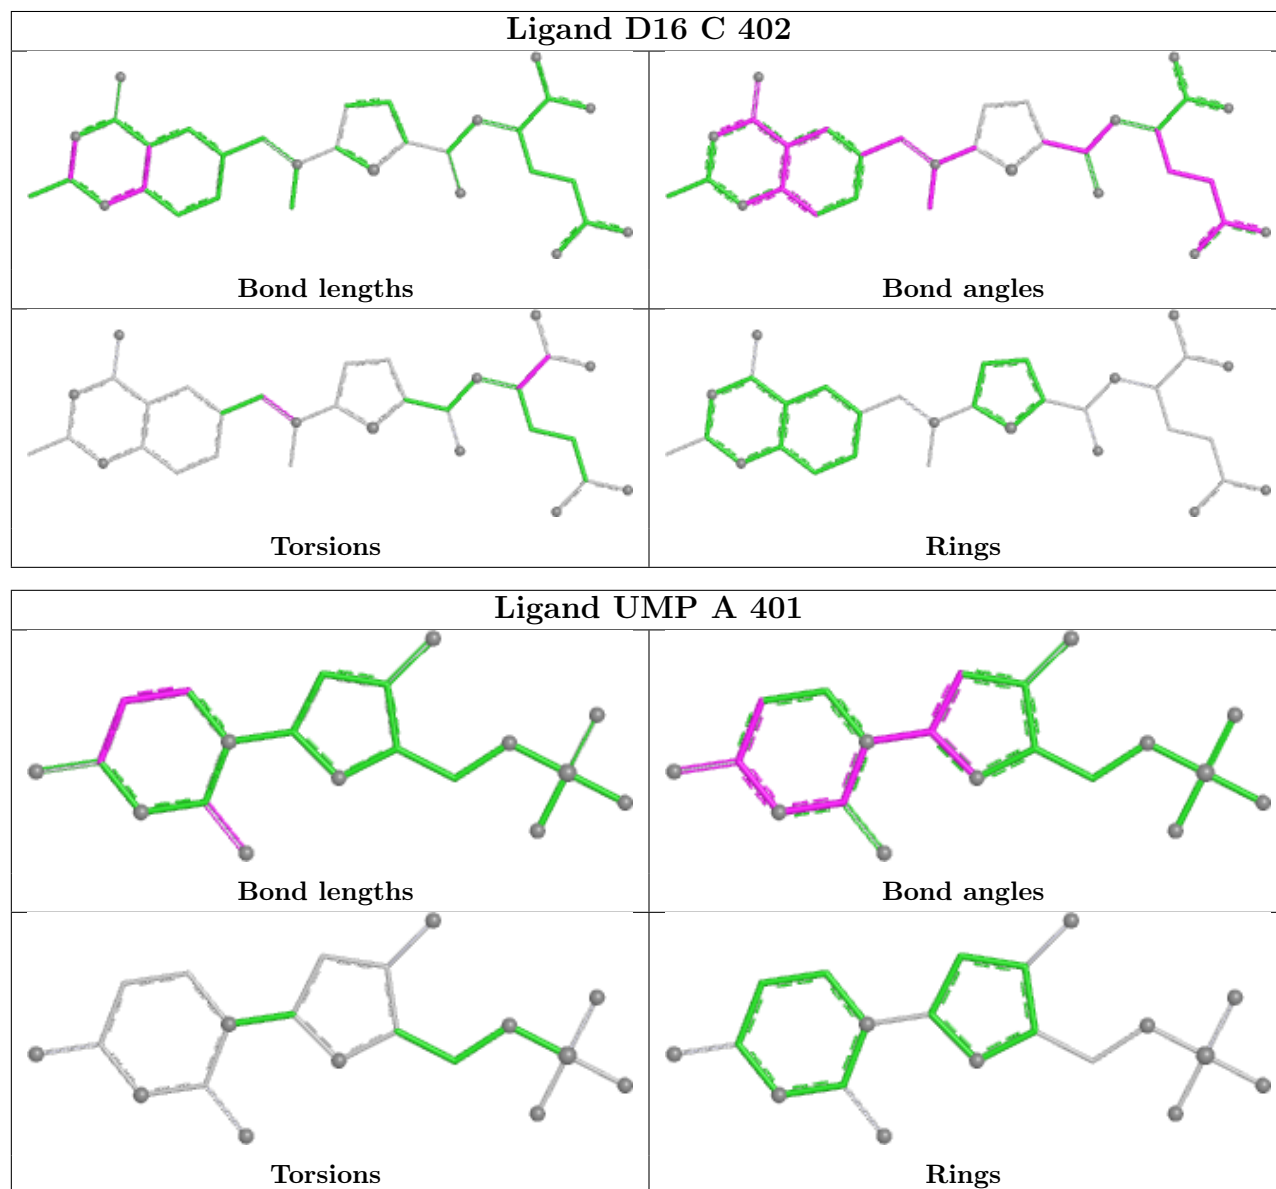 Ligand D16 C 402
Bond lengths
Bond angles
Torsions
Rings
Ligand UMP A 401
Bond lengths
Bond angles
Torsions
Rings